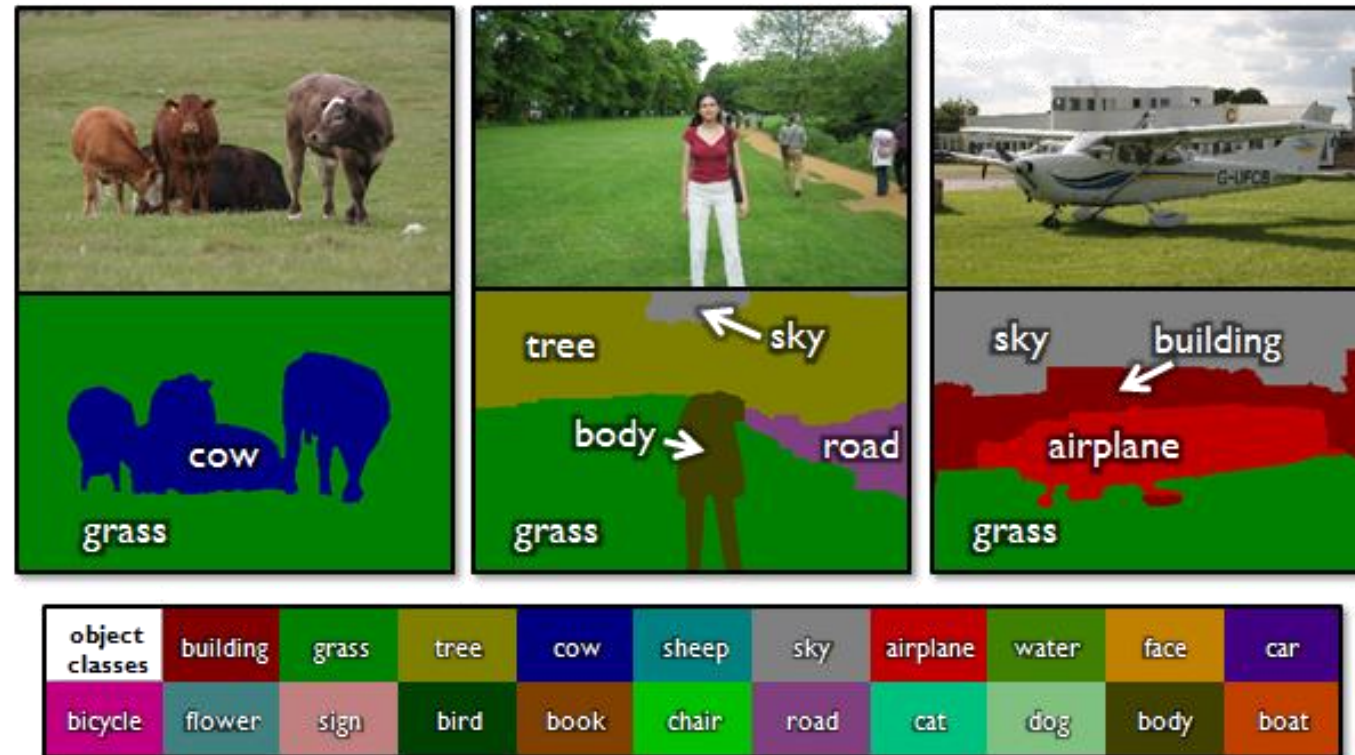 G-UFCB
tree
sky
body
road
grass
cow
grass
sky
building
airplane
grass
object classes
building
grass
tree
cow
sheep
sky
airplane
water
face
car
bicycle
flower
sign
bird
book
chair
road
cat
dog
body
boat